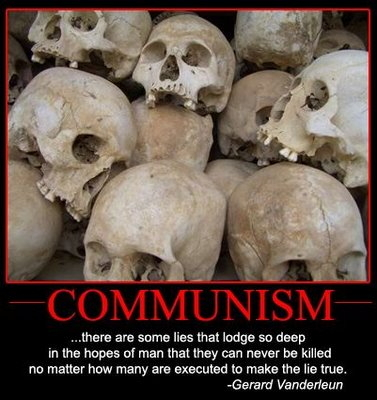 COMMUNISM
...there are some lies that lodge so deep
in the hopes of man that they can never be killed
no matter how many are executed to make the lie true.
-Gerard Vanderleun